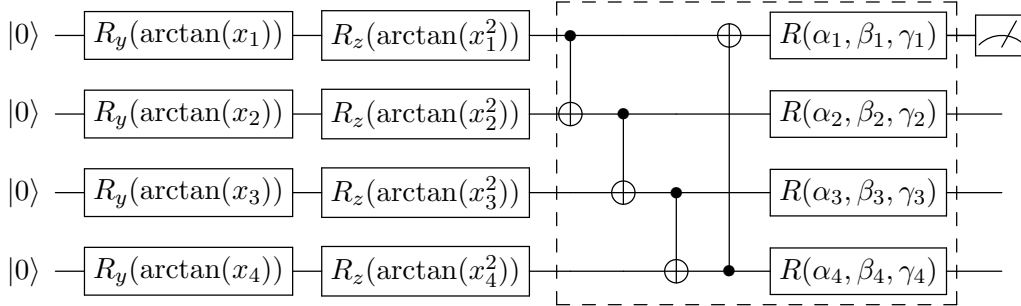 |0⟩ R_y(arctan(x_1)) R_z(arctan(x_1^2)) R(α_1, β_1, γ_1)
|0⟩ R_y(arctan(x_2)) R_z(arctan(x_2^2)) R(α_2, β_2, γ_2)
|0⟩ R_y(arctan(x_3)) R_z(arctan(x_3^2)) R(α_3, β_3, γ_3)
|0⟩ R_y(arctan(x_4)) R_z(arctan(x_4^2)) R(α_4, β_4, γ_4)